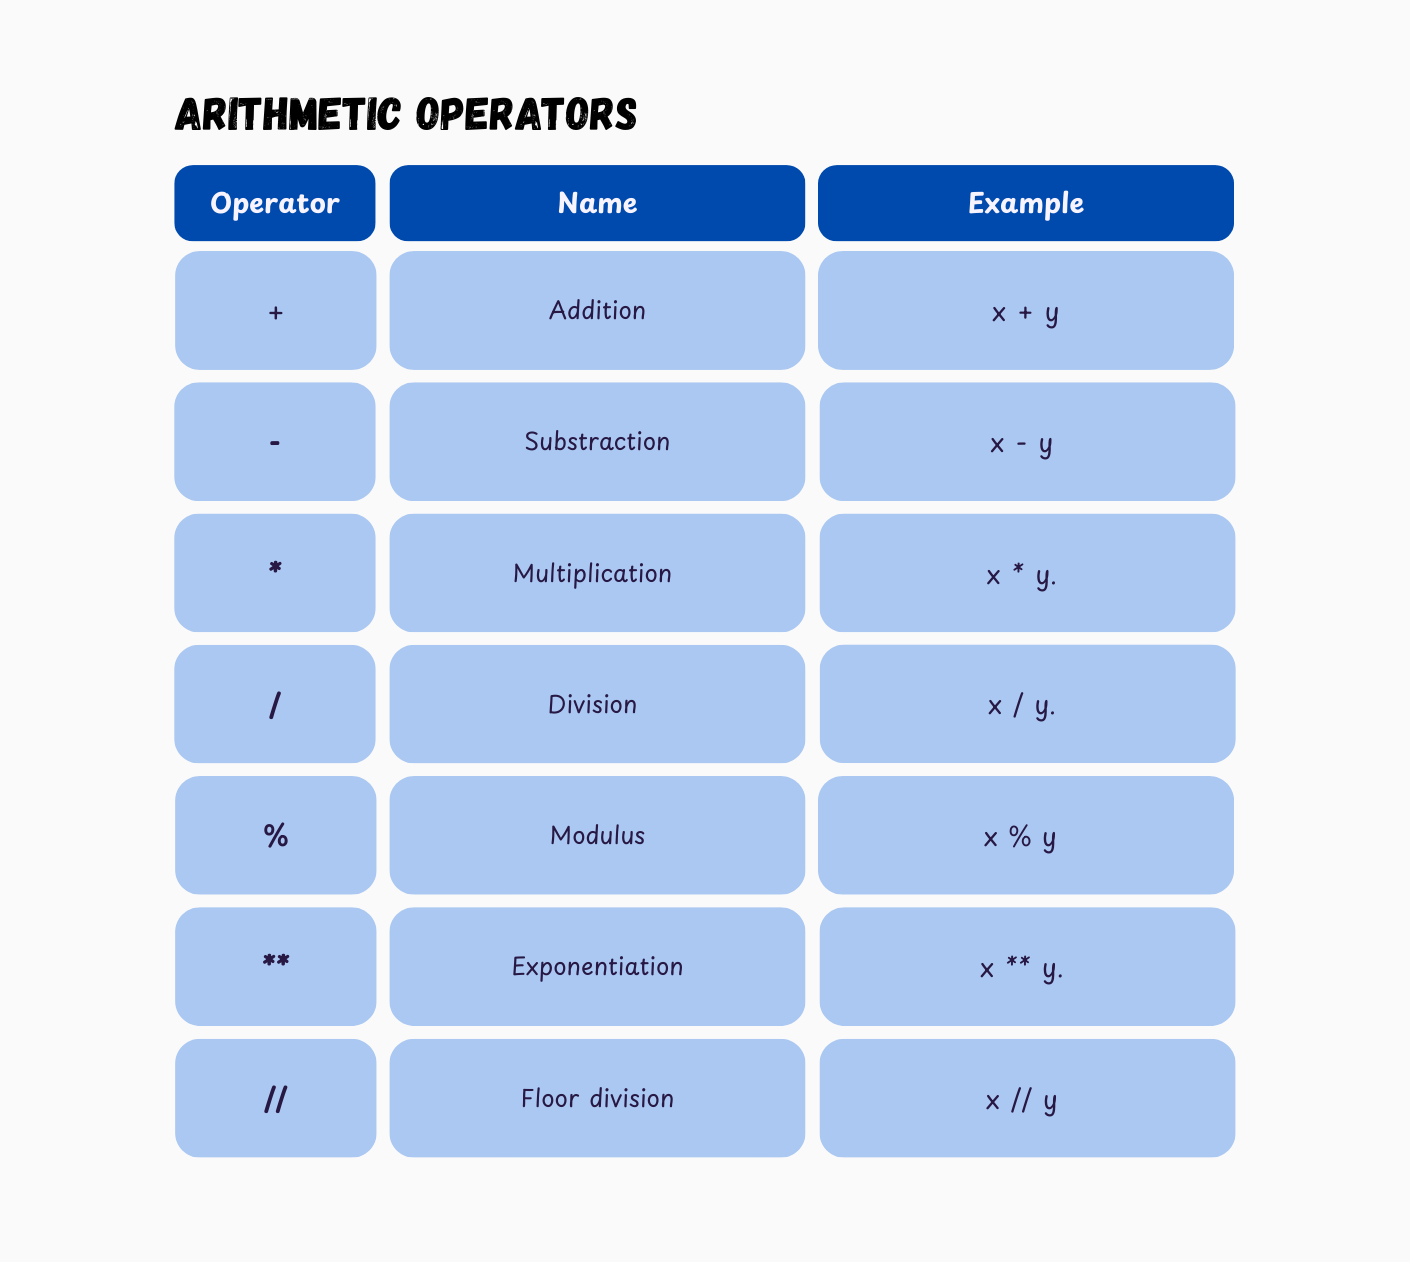 ARITHMETIC OPERATORS
Operator Name Example
+ Addition x + y
- Substraction x - y
* Multiplication x * y.
/ Division x / y.
% Modulus x % y
** Exponentiation x ** y.
// Floor division x // y